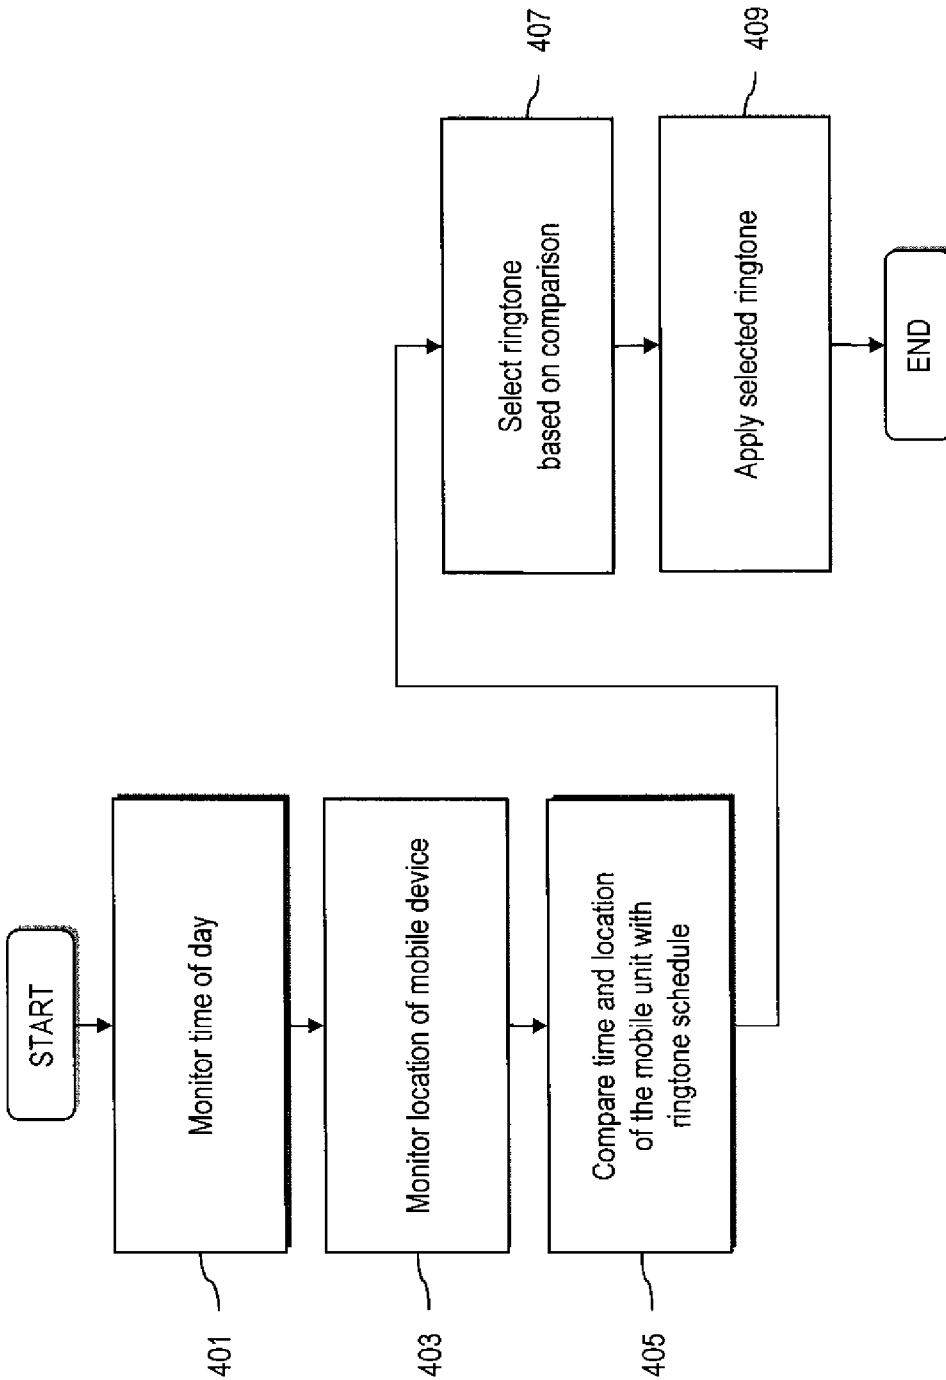 START
Monitor time of day
401
Monitor location of mobile device
403
Compare time and location
of the mobile unit with
ringtone schedule
405
Select ringtone
based on comparison
407
Apply selected ringtone
409
END